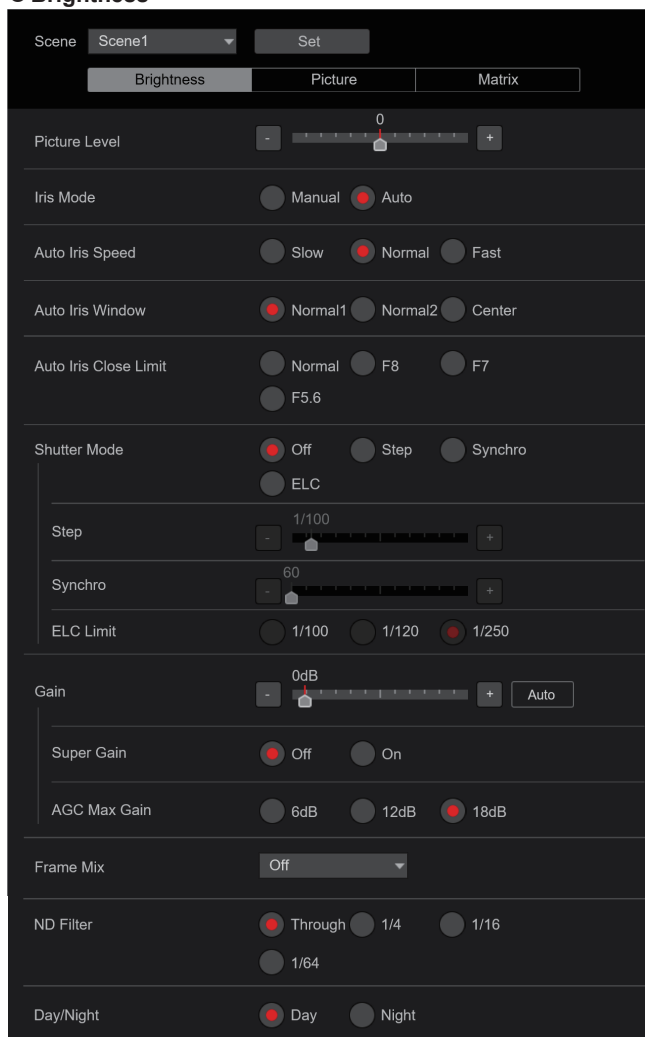 Brightness
Scene Scene1 Set
Brightness Picture Matrix
0
Picture Level - +
Iris Mode Manual Auto
Auto Iris Speed Slow Normal Fast
Auto Iris Window Normal1 Normal2 Center
Auto Iris Close Limit Normal F8 F7
F5.6
Shutter Mode Off Step Synchro
ELC
1/100
Step - +
60
Synchro - +
ELC Limit 1/100 1/120 1/250
0dB
Gain - + Auto
Super Gain Off On
AGC Max Gain 6dB 12dB 18dB
Frame Mix Off
ND Filter Through 1/4 1/16
1/64
Day/Night Day Night